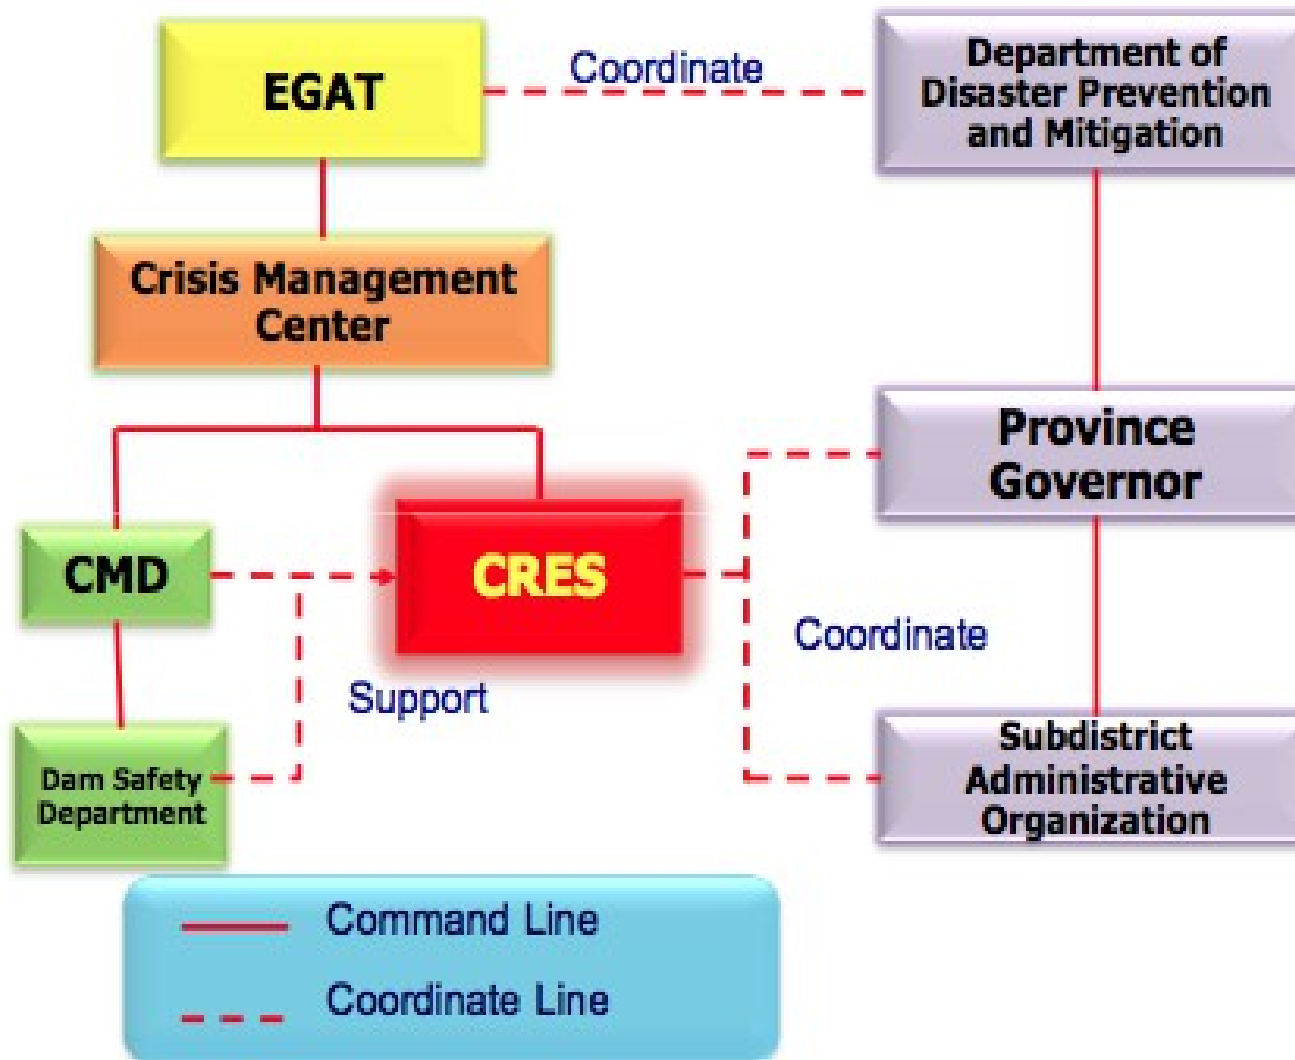 EGAT
Coordinate
Department of
Disaster Prevention
and Mitigation
Crisis Management
Center
Province
Governor
CMD
CRES
Coordinate
Support
Dam Safety
Department
Subdistrict
Administrative
Organization
Command Line
Coordinate Line